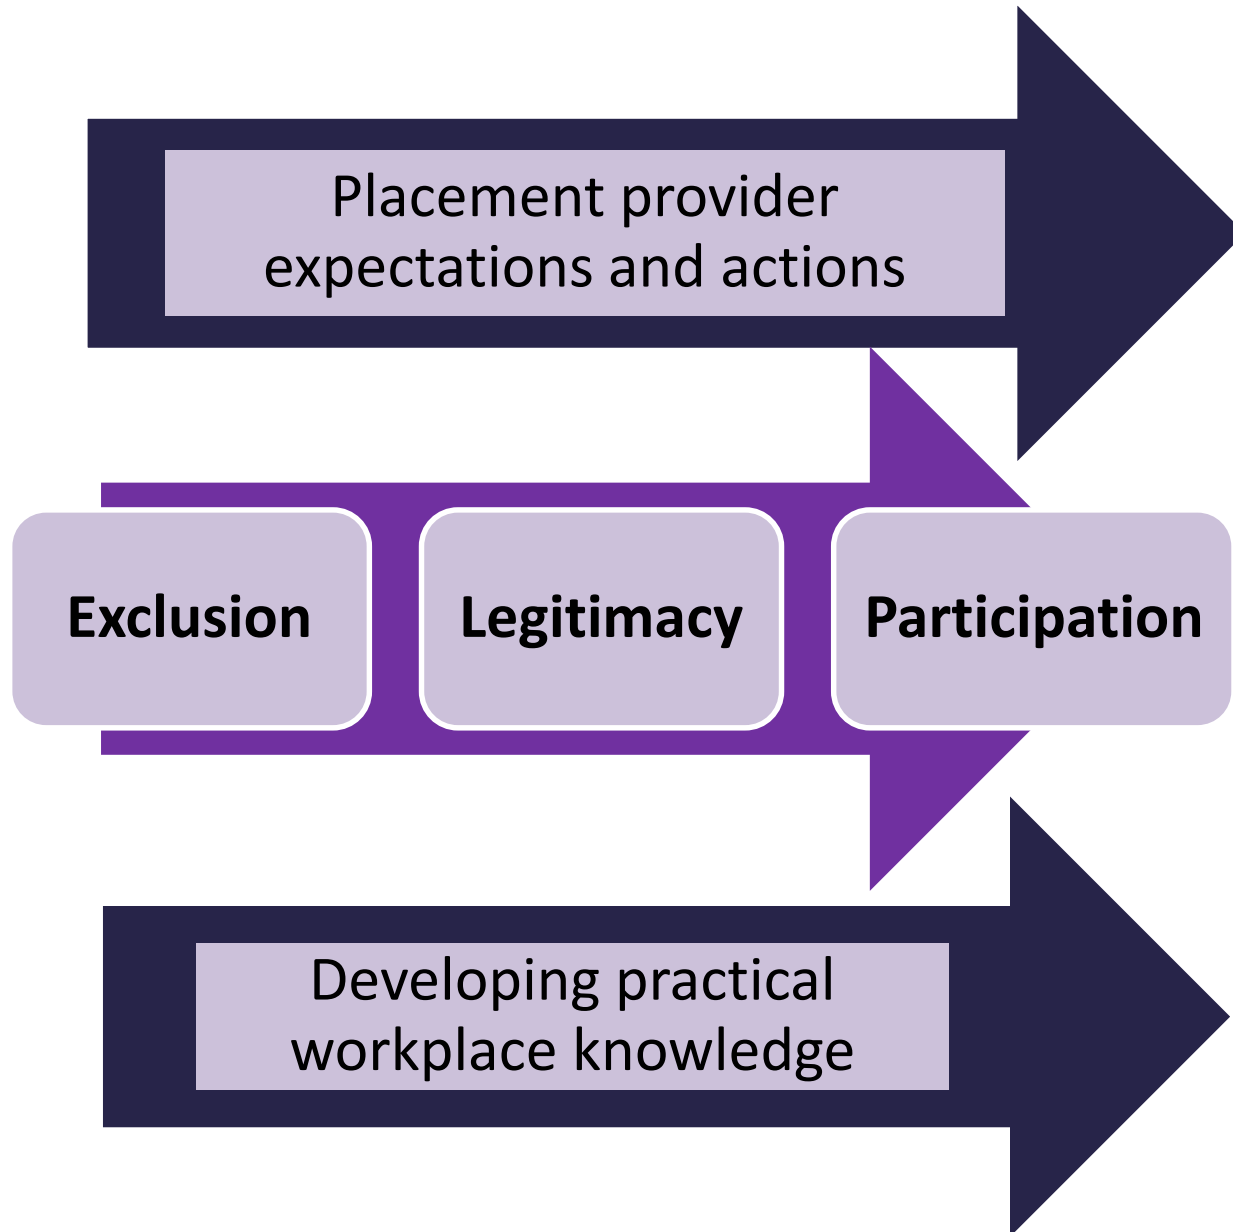 Placement provider
expectations and actions
Exclusion
Legitimacy
Participation
Developing practical
workplace knowledge